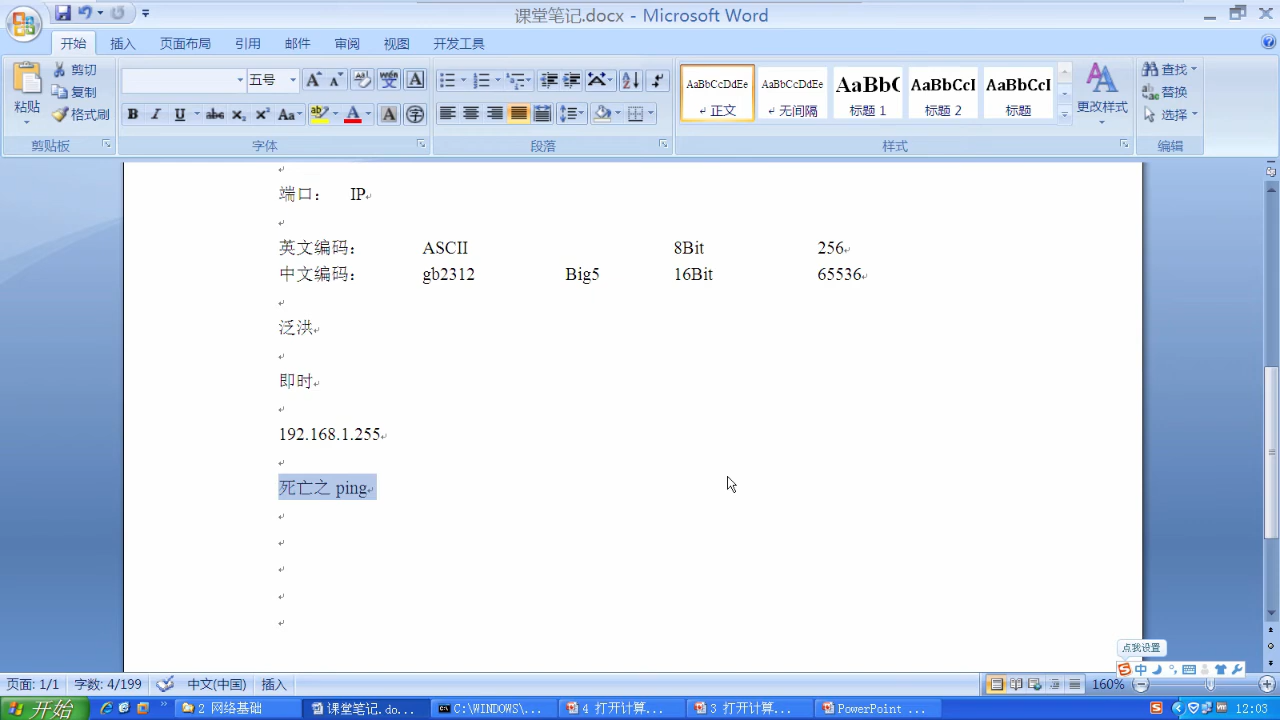 课堂笔记.docx - Microsoft Word
开始 插入 页面布局 引用 邮件 审阅 视图 开发工具
粘贴 剪切 复制 格式刷
剪贴板
五号
字体
段落
AaBbCcDdEe AaBbCcDdEe AaBbC AaBbCcI AaBbCcI
正文 无间隔 标题 1 标题 2 标题
更改样式
样式
查找 替换 选择
编辑
端口： IP
英文编码： ASCII 8Bit 256
中文编码： gb2312 Big5 16Bit 65536
泛洪
即时
192.168.1.255
死亡之 ping
点我设置
中
页面: 1/1 字数: 4/199 中文(中国) 插入 160%
开始 2 网络基础 课堂笔记.do... C:\WINDOWS\... 4 打开计算... 3 打开计算... PowerPoint ... 12:03